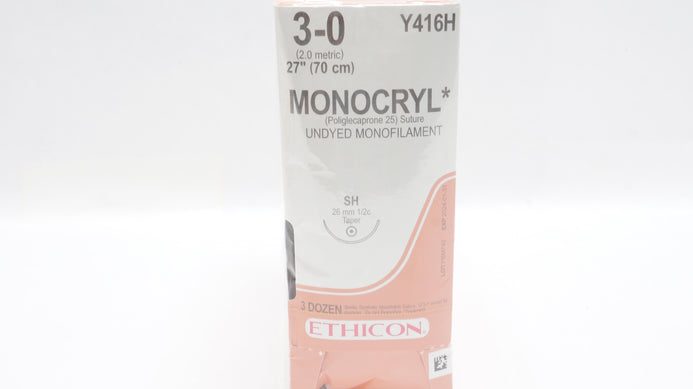 3-0
Y416H
(2.0 metric)
27" (70 cm)
MONOCRYL*
(Poliglecaprone 25) Suture
UNDYED MONOFILAMENT
SH
26 mm 1/2c
Taper
3 DOZEN
ETHICON